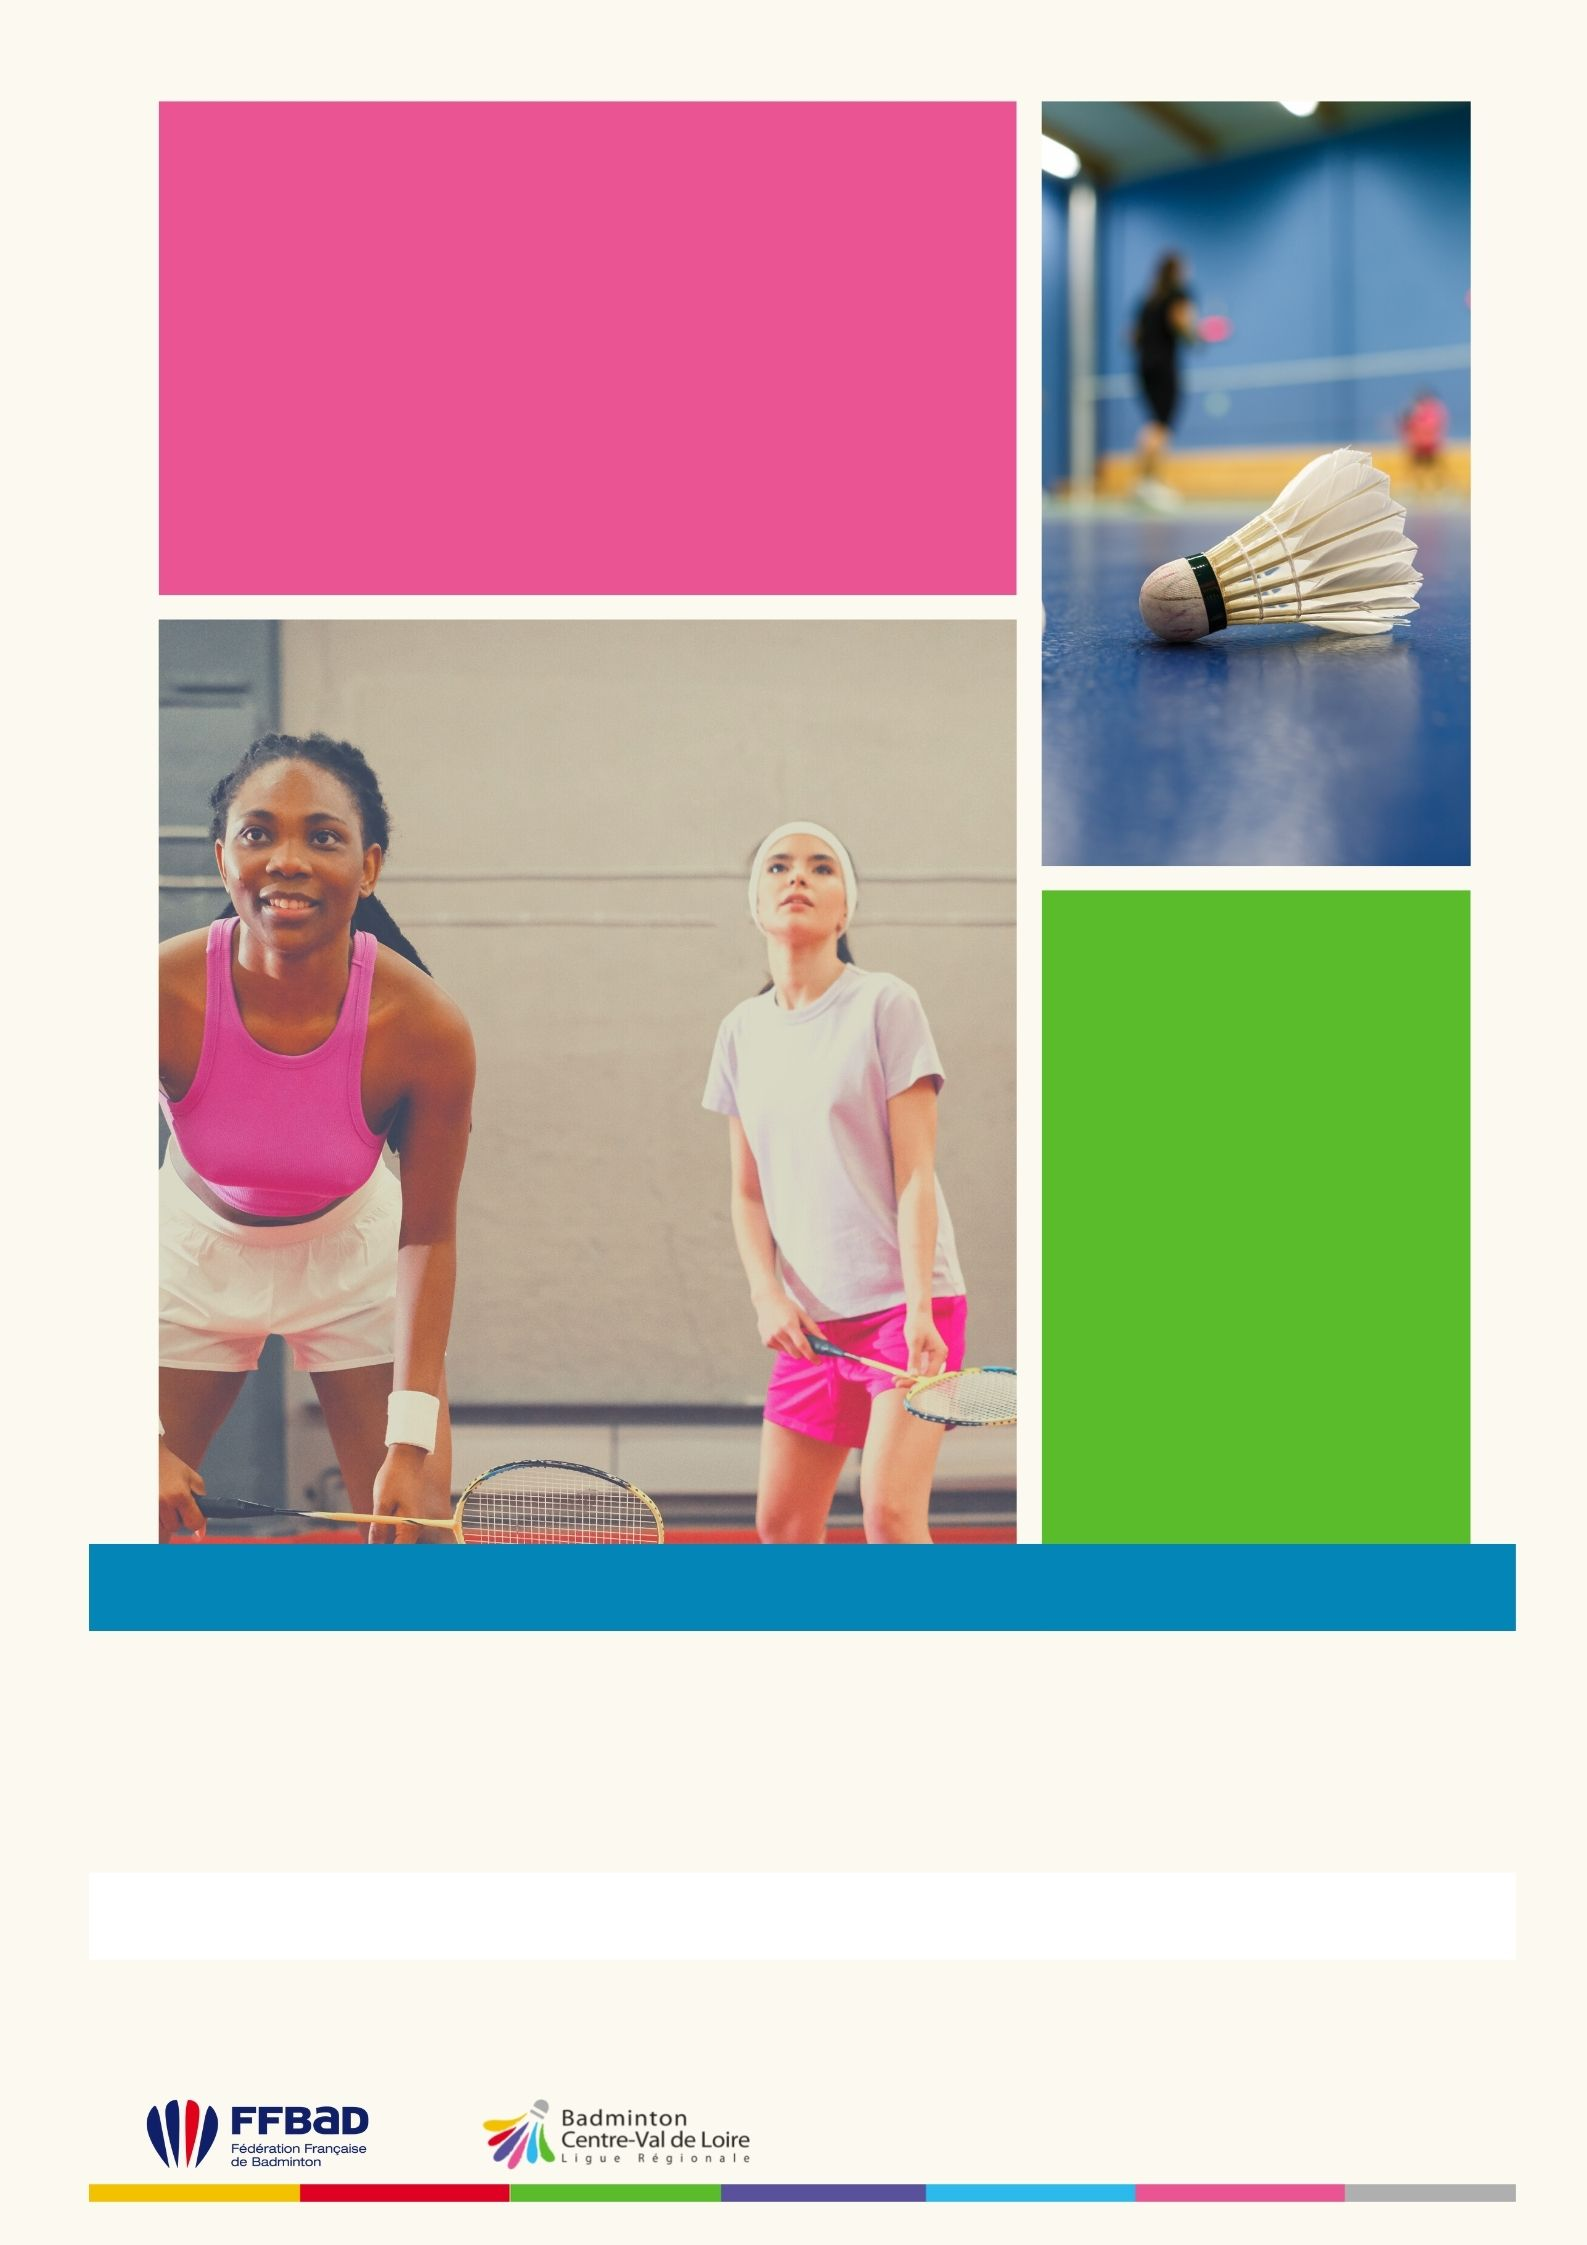 FFBaD
Fédération Française
de Badminton
Badminton
Centre-Val de Loire
Ligue Régionale